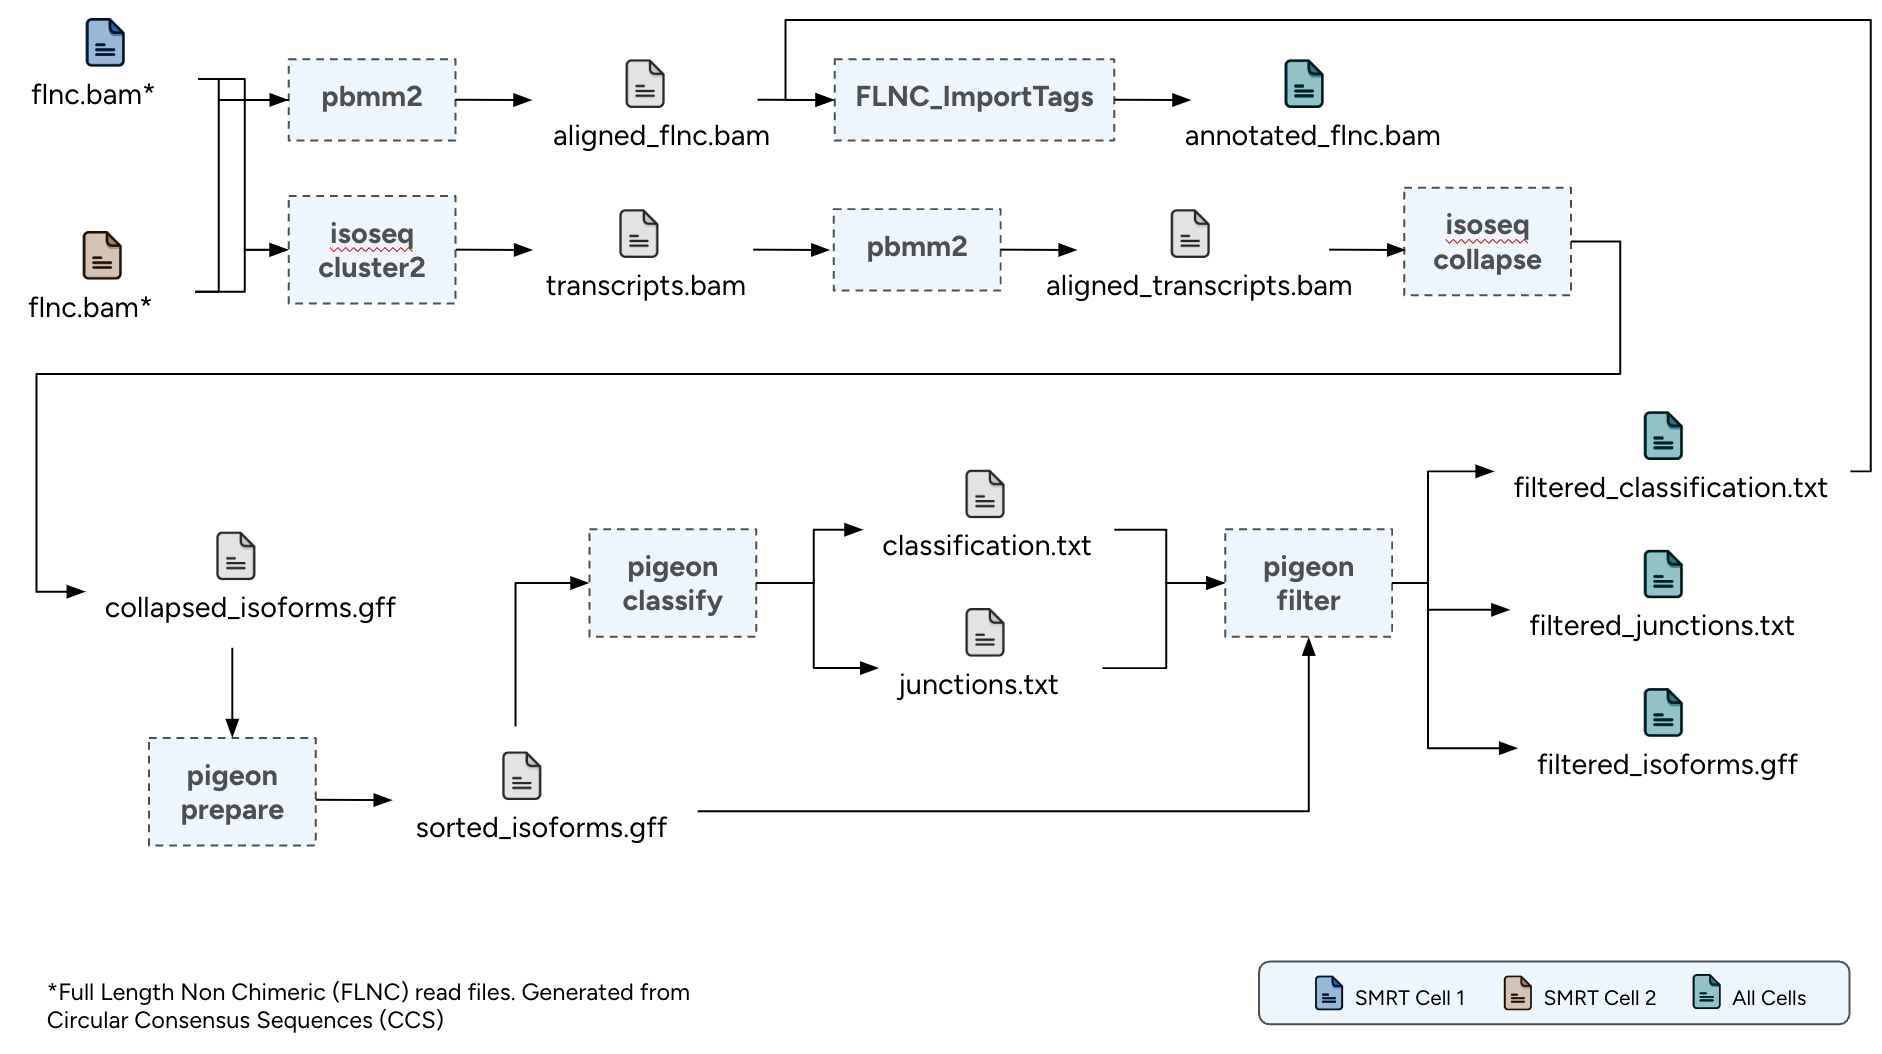 flnc.bam*
pbmm2
aligned_flnc.bam
FLNC_ImportTags
annotated_flnc.bam
flnc.bam*
isoseq
cluster2
transcripts.bam
pbmm2
aligned_transcripts.bam
isoseq
collapse
filtered_classification.txt
collapsed_isoforms.gff
pigeon
classify
classification.txt
junctions.txt
pigeon
filter
filtered_junctions.txt
filtered_isoforms.gff
pigeon
prepare
sorted_isoforms.gff
*Full Length Non Chimeric (FLNC) read files. Generated from
Circular Consensus Sequences (CCS)
SMRT Cell 1
SMRT Cell 2
All Cells